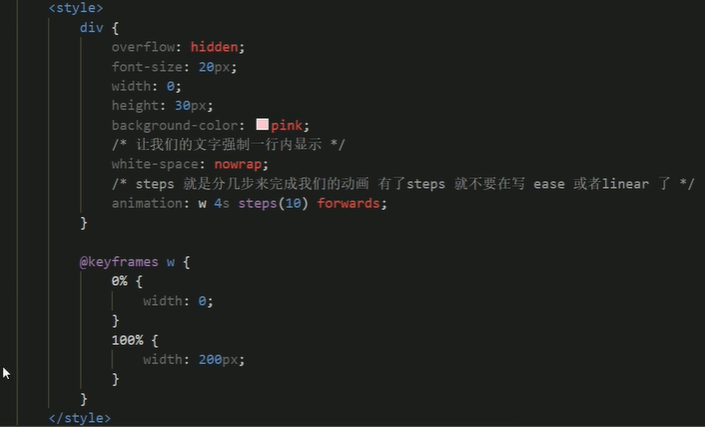 <style>
div {
overflow: hidden;
font-size: 20px;
width: 0;
height: 30px;
background-color: pink;
/* 让我们的文字强制一行内显示 */
white-space: nowrap;
/* steps 就是分几步来完成我们的动画 有了steps 就不要在写 ease 或者linear 了 */
animation: w 4s steps(10) forwards;
}
@keyframes w {
0% {
width: 0;
}
100% {
width: 200px;
}
}
</style>